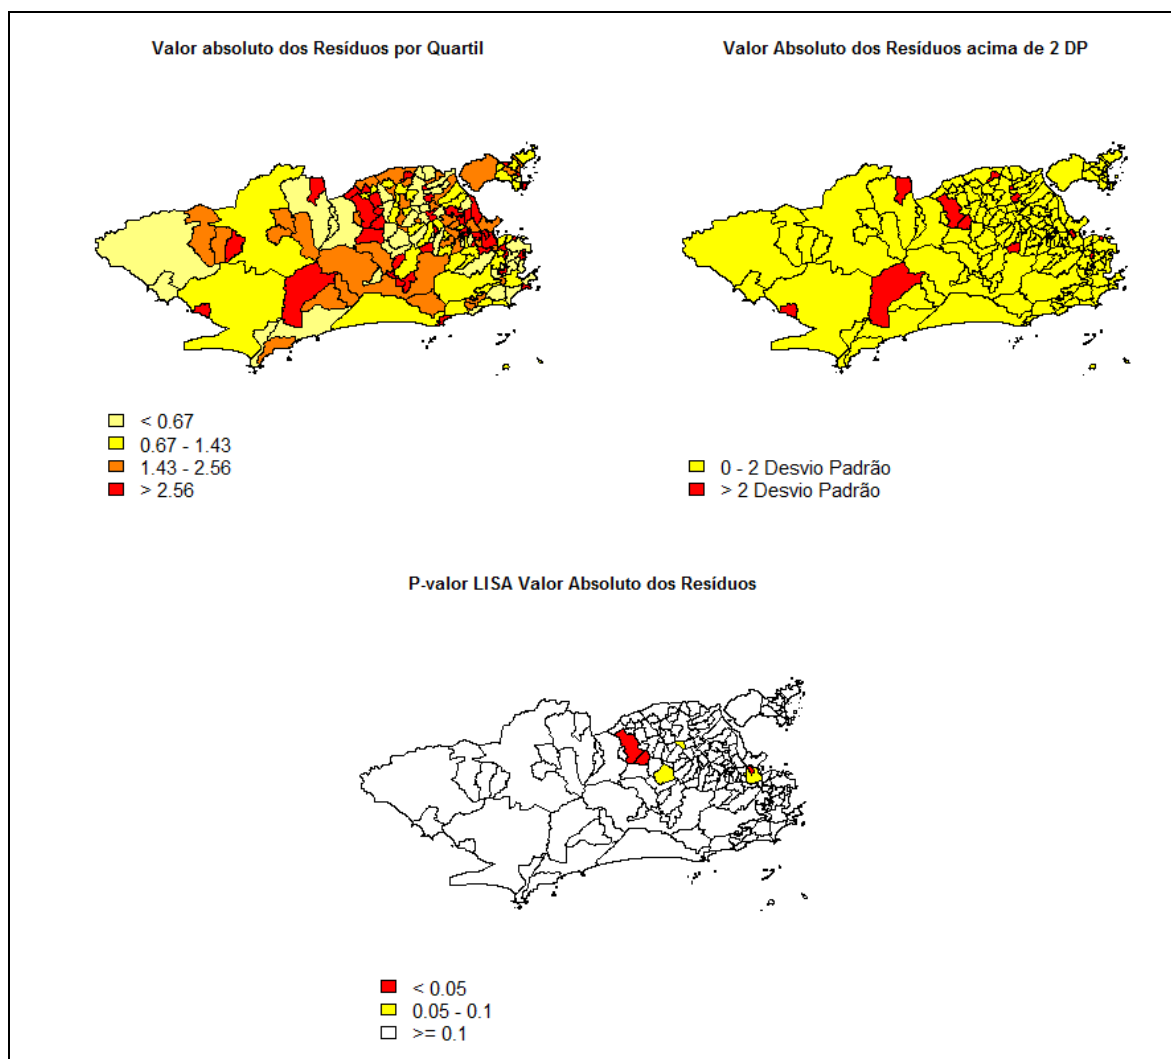 Valor absoluto dos Resíduos por Quartil
Valor Absoluto dos Resíduos acima de 2 DP
< 0.67
0.67 - 1.43
1.43 - 2.56
> 2.56
0 - 2 Desvio Padrão
> 2 Desvio Padrão
P-valor LISA Valor Absoluto dos Resíduos
< 0.05
0.05 - 0.1
>= 0.1